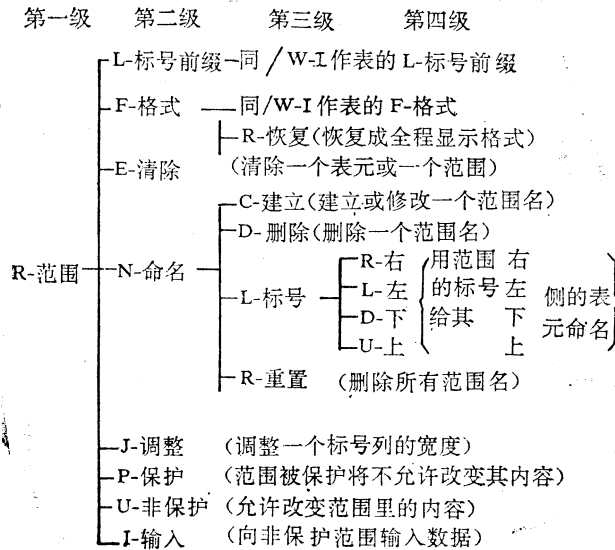 第一级 第二级 第三级 第四级
L-标号前缀-同/W-工作表的 L-标号前缀
F-格式 同/W-工作表的 F-格式
R-恢复(恢复成全程显示格式)
E-清除 (清除一个表元或一个范围)
C-建立(建立或修改一个范围名)
D-删除(删除一个范围名)
R-右 用范围 右
R-范围 N-命名 L-标号 L-左 的标号 左 侧的表
D-下 给其 下 元命名
U-上 上
R-重置 (删除所有范围名)
J-调整 (调整一个标号列的宽度)
P-保护 (范围被保护将不允许改变其内容)
U-非保护 (允许改变范围里的内容)
I-输入 (向非保护范围输入数据)